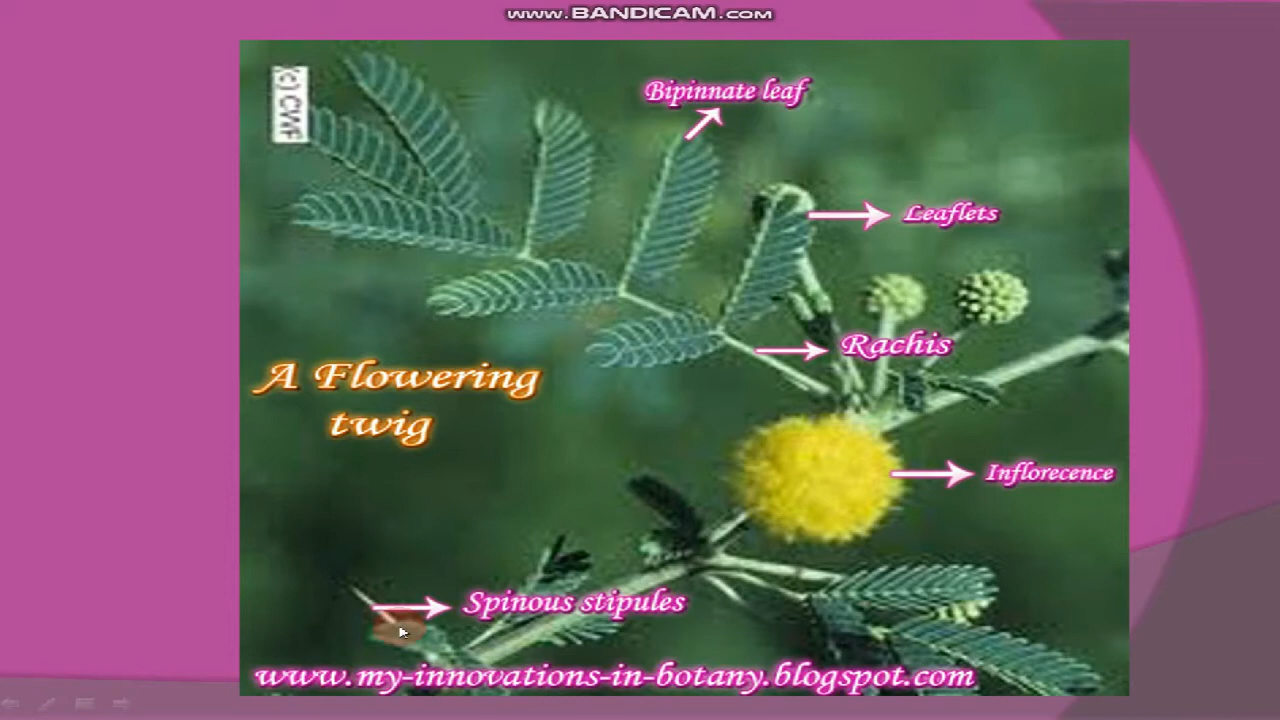 www.BANDICAM.com
(c) CWF
Bipinnate leaf
Leaflets
Rachis
A Flowering
twig
Inflorecence
Spinous stipules
www.my-innovations-in-botany.blogspot.com